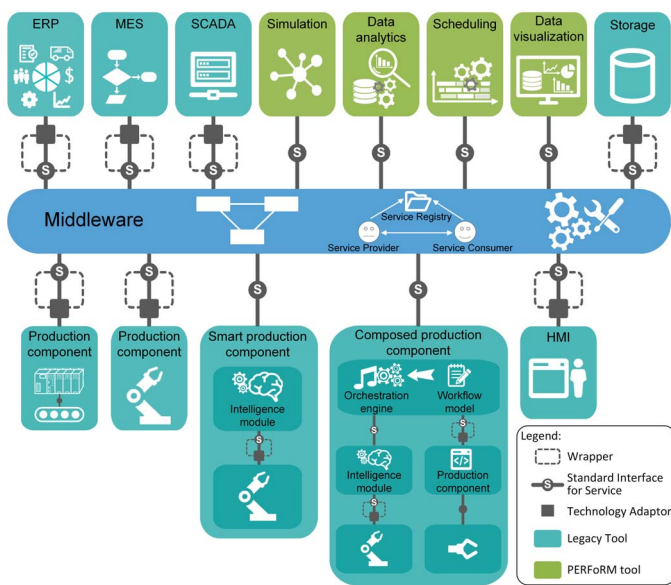 ERP
MES
SCADA
Simulation
Data
analytics
Scheduling
Data
visualization
Storage
$
S
S
S
S
S
S
S
S
Middleware
Service Registry
Service Provider
Service Consumer
S
S
S
S
S
Production
component
Production
component
Smart production
component
Composed production
component
HMI
Intelligence
module
Orchestration
engine
Workflow
model
S
S
S
Intelligence
module
Production
component
S
Legend:
Wrapper
S
Standard Interface
for Service
Technology Adaptor
Legacy Tool
PERFoRM tool